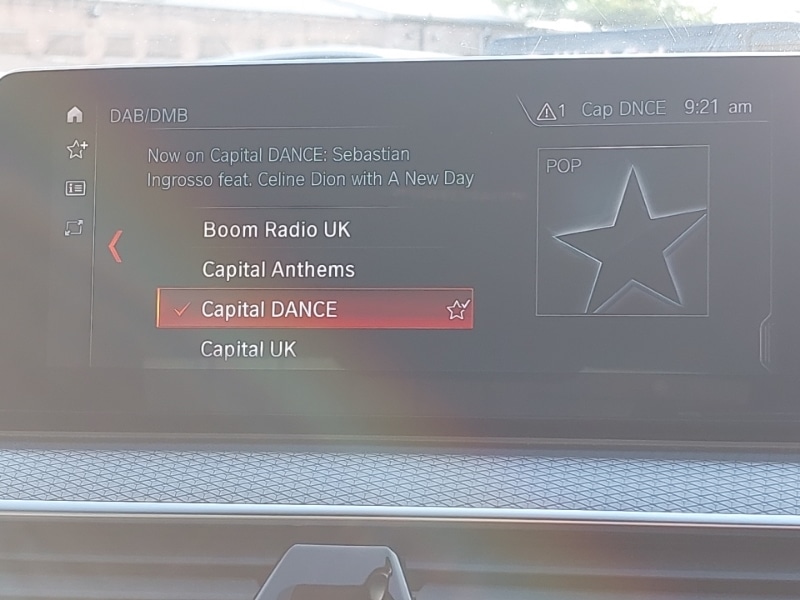 DAB/DMB
1 Cap DNCE 9:21 am
Now on Capital DANCE: Sebastian
Ingrosso feat. Celine Dion with A New Day
POP
Boom Radio UK
Capital Anthems
Capital DANCE
Capital UK